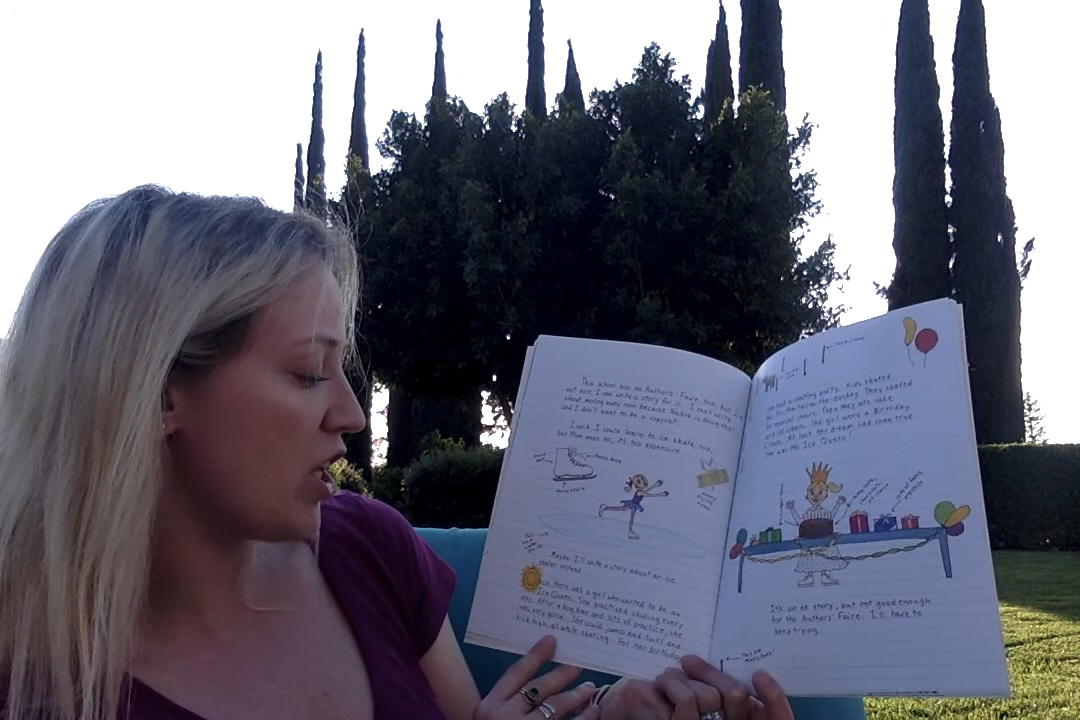 This school has an Authors' Faire, too, but I'm
not sure I can write a story for it. I can't write
about moving away now because Nadia is doing that
and I don't want to be a copycat.
I wish I could learn to ice skate, too,
but Mom says no, it's too expensive.
Maybe I'll write a story about an ice
skater instead.
there was a girl who wanted to be an
Ice Queen. She practiced skating every
day. After a long time and lots of practice, she
was very good. She could jump and twirl and
kick high, all while skating. For her birthday
she had a skating party. Kids skated
for Pin-the-tail-on-the-donkey. They skated
for musical chairs. Then they ate cake
and ice cream. The girl wore a Birthday
Crown. At last her dream had come true.
She was the Ice Queen!
It's an ok story, but not good enough
for the Authors' Faire. I'll have to
keep trying.